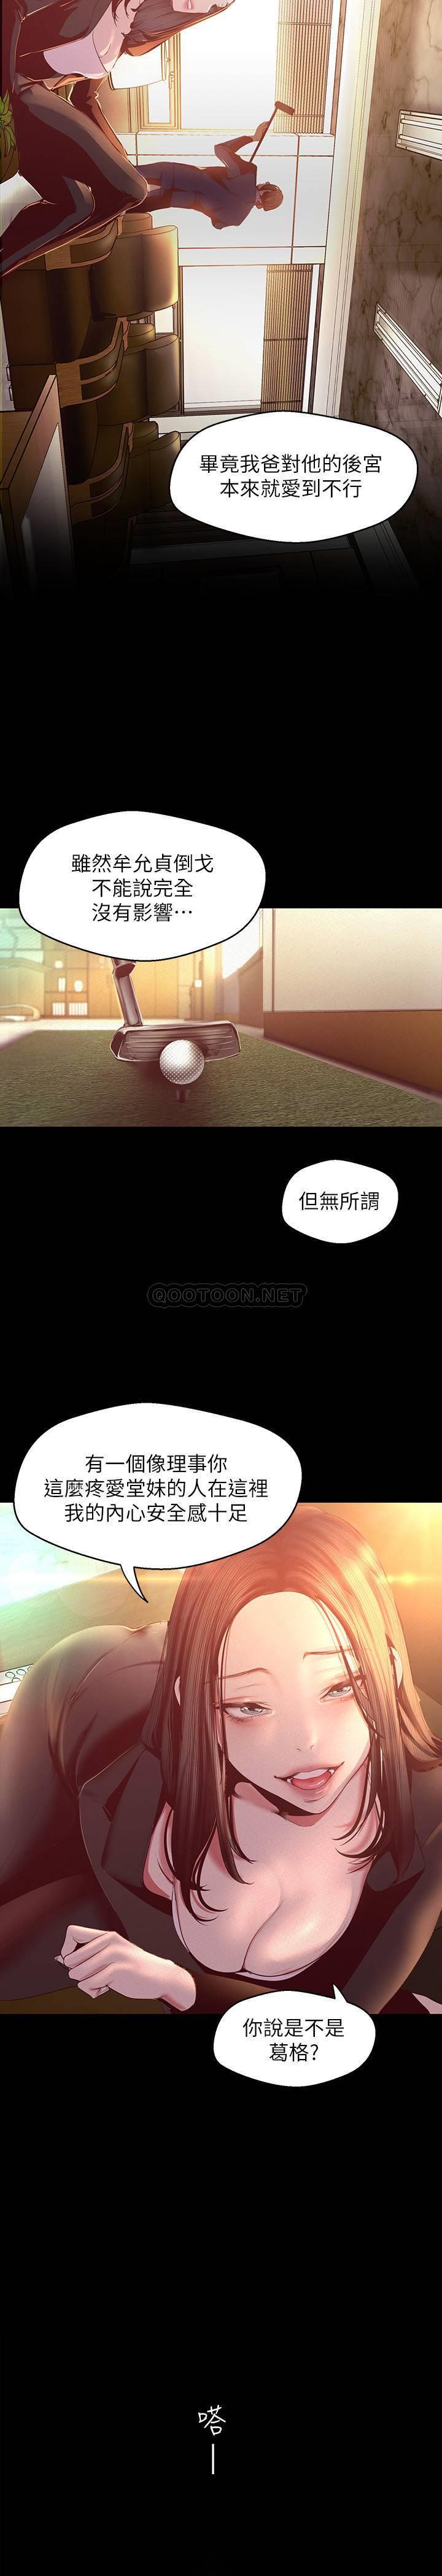 畢竟我爸對他的後宮
本來就愛到不行
雖然牟允貞倒戈
不能說完全
沒有影響⋯
但無所謂
QOOTOON.NET
有一個像理事你
這麼疼愛堂妹的人在這裡
我的內心安全感十足
你說是不是
葛格?
嗒